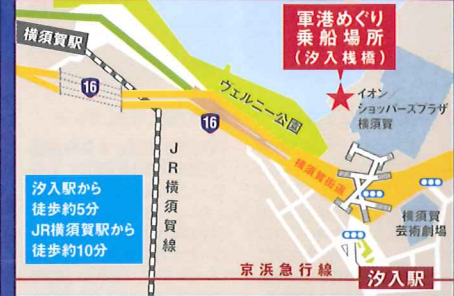 軍港めぐり
乗船場所
(汐入桟橋)
横須賀駅
16
ヴェルニー公園
イオン
ショッパーズプラザ
横須賀
16
JR横須賀線
横須賀街道
汐入駅から
徒歩約5分
JR横須賀駅から
徒歩約10分
横須賀
芸術劇場
京浜急行線
汐入駅